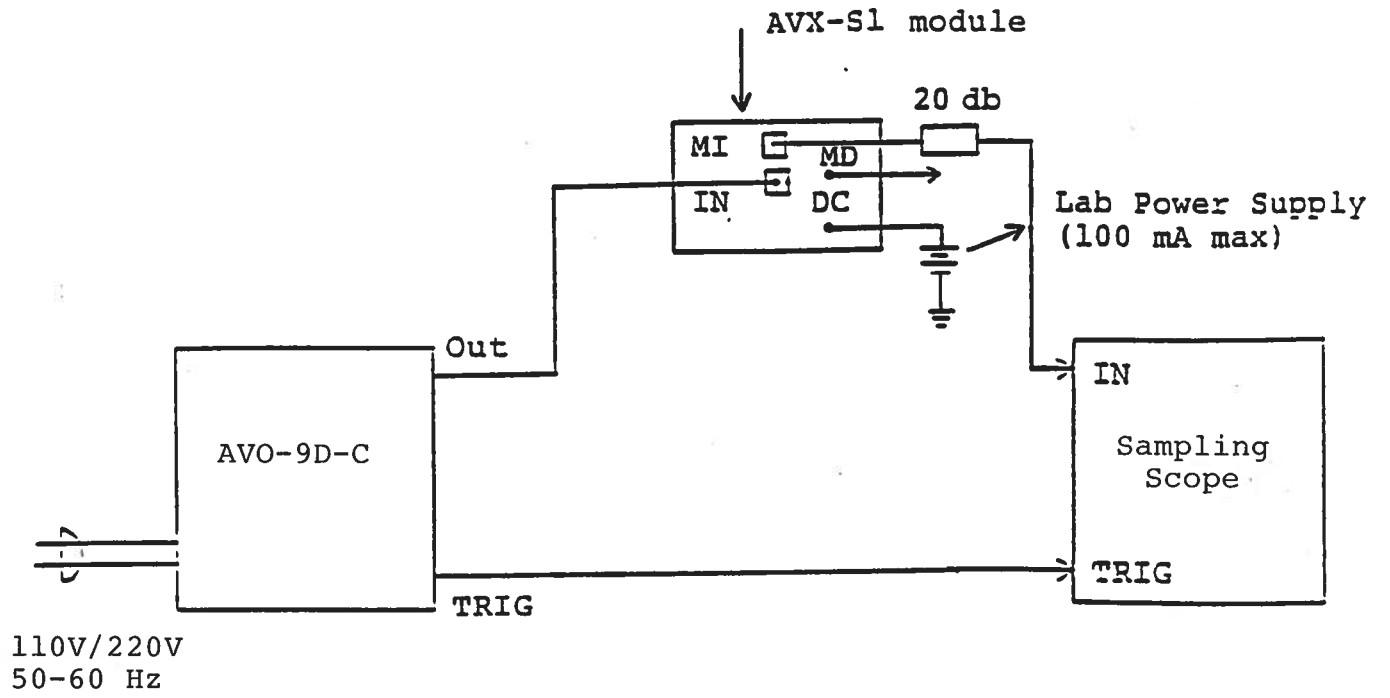 AVX-S1 module
20 db
MI
MD
IN
DC
Lab Power Supply
(100 mA max)
Out
IN
AVO-9D-C
Sampling
Scope
TRIG
TRIG
110V/220V
50-60 Hz